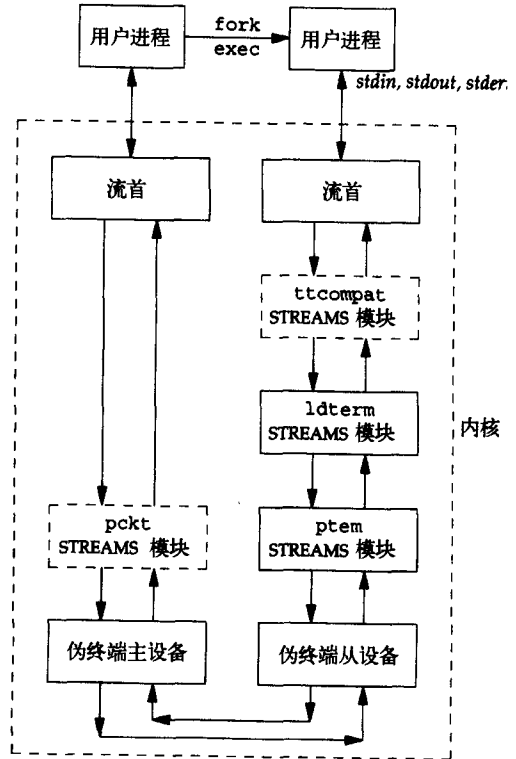 用户进程
fork
exec
用户进程
stdin, stdout, stder
流首
流首
ttcompat
STREAMS 模块
ldterm
STREAMS 模块
内核
pckt
STREAMS 模块
ptem
STREAMS 模块
伪终端主设备
伪终端从设备